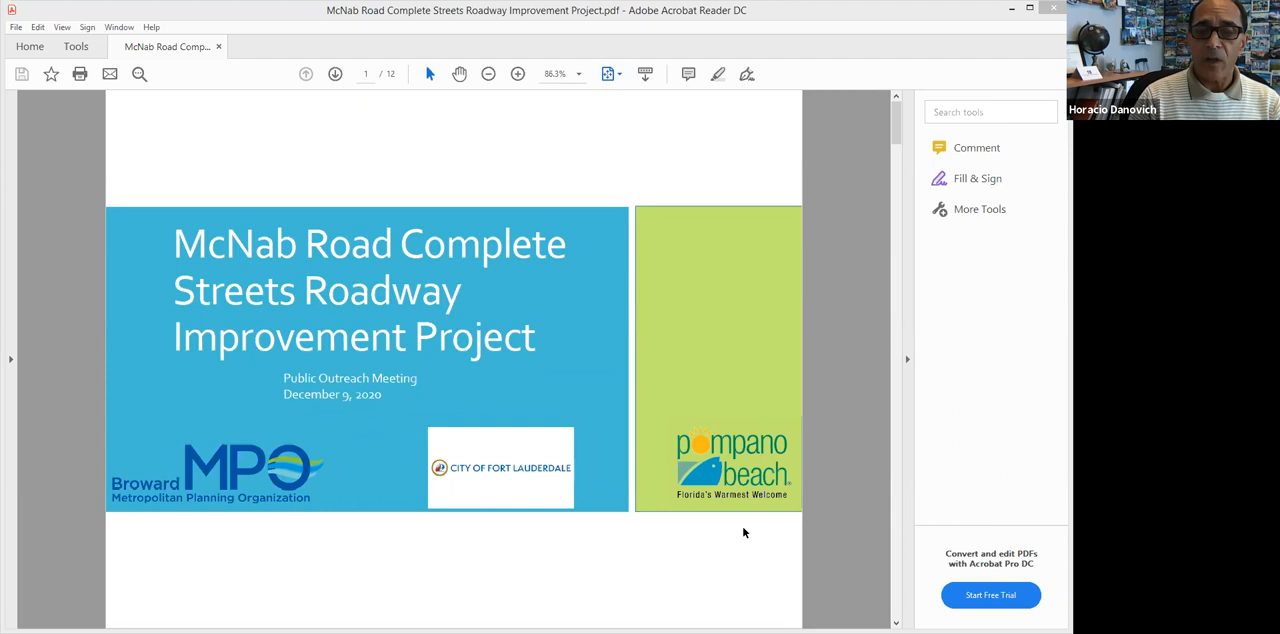 McNab Road Complete Streets Roadway Improvement Project.pdf - Adobe Acrobat Reader DC
File Edit View Sign Window Help
Home Tools McNab Road Comp... ×
1 / 12 86.3%
Search tools
Comment
Fill & Sign
More Tools
Horacio Danovich
McNab Road Complete
Streets Roadway
Improvement Project
Public Outreach Meeting
December 9, 2020
Broward MPO
Metropolitan Planning Organization
CITY OF FORT LAUDERDALE
pompano
beach®
Florida's Warmest Welcome
Convert and edit PDFs
with Acrobat Pro DC
Start Free Trial